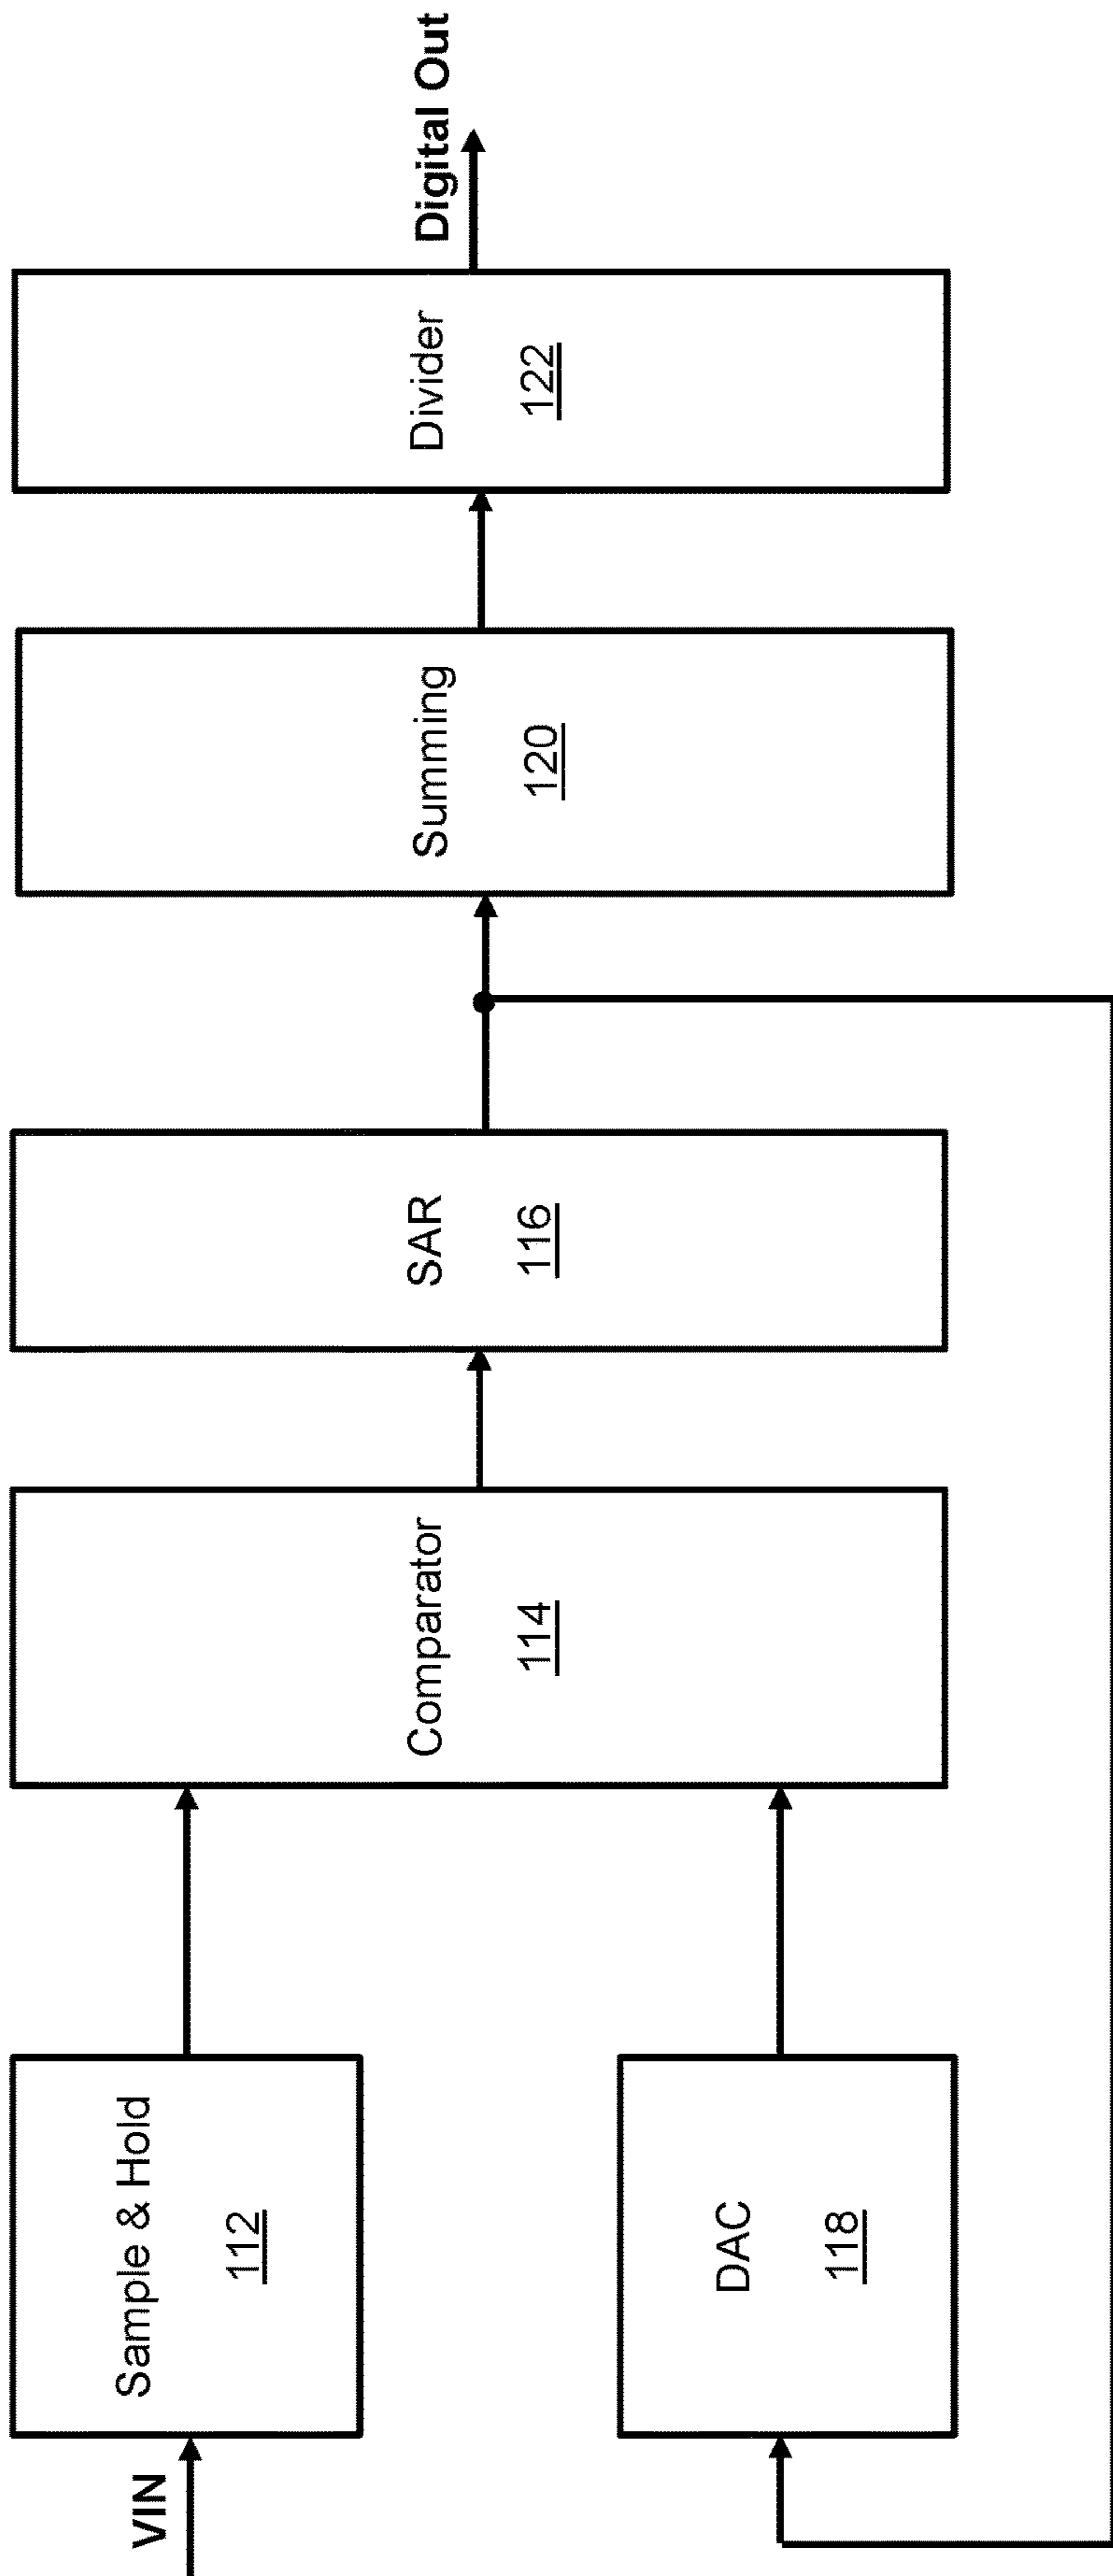 VIN
Sample & Hold
112
DAC
118
Comparator
114
SAR
116
Summing
120
Divider
122
Digital Out